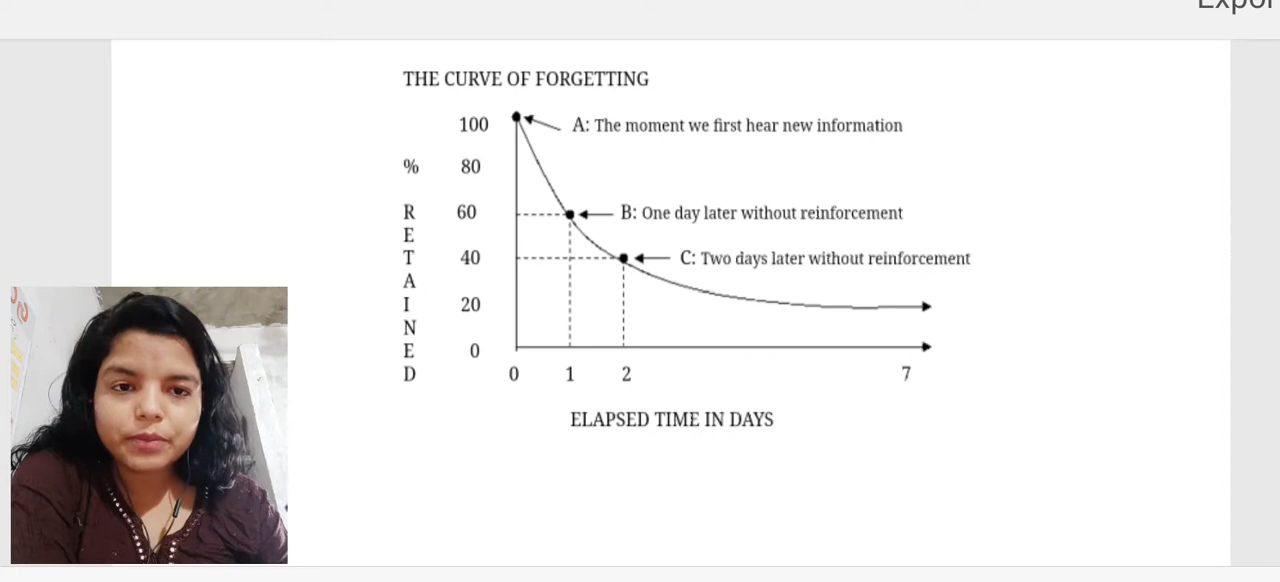 Expor
THE CURVE OF FORGETTING
100
A: The moment we first hear new information
% 80
R 60
B: One day later without reinforcement
E
T 40
C: Two days later without reinforcement
A
I 20
N
E 0
D
0 1 2 7
ELAPSED TIME IN DAYS